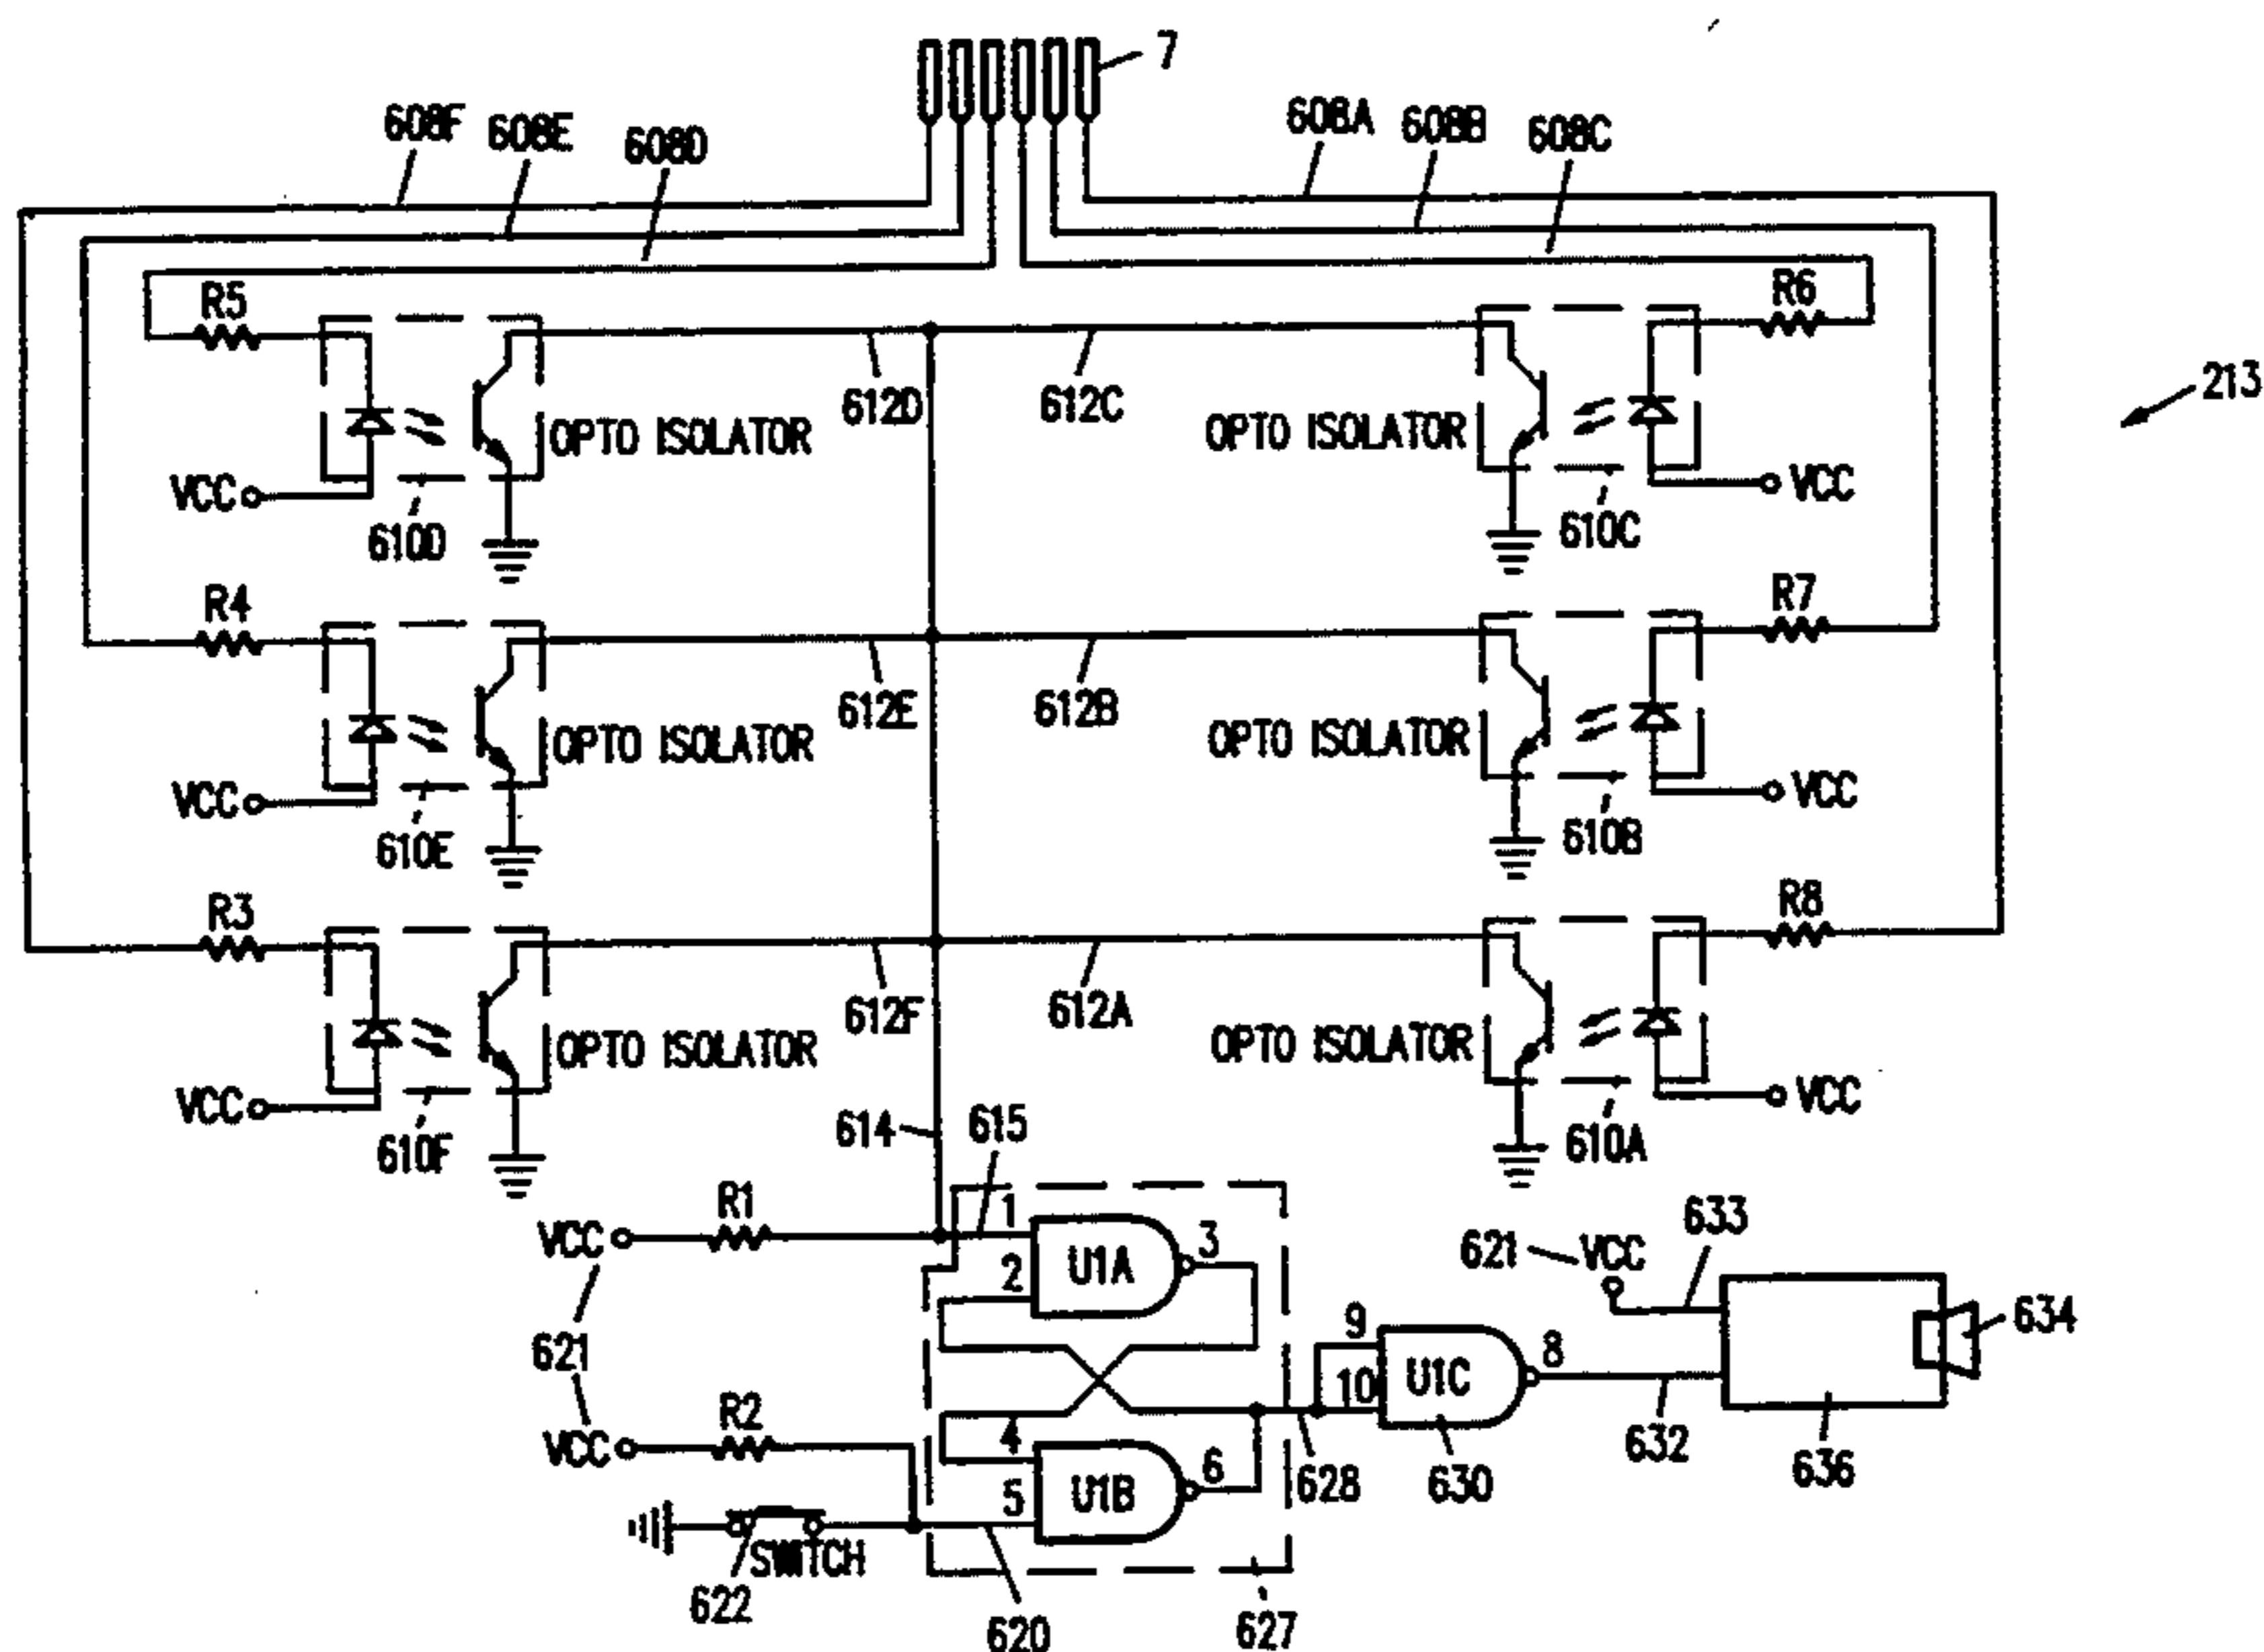 7
608F 608E 608D 608A 608B 608C
R5 R6
213
612D 612C
OPTO ISOLATOR OPTO ISOLATOR
VCC VCC
610D 610C
R4 R7
612E 612B
OPTO ISOLATOR OPTO ISOLATOR
VCC VCC
610E 610B
R3 R8
612F 612A
OPTO ISOLATOR OPTO ISOLATOR
VCC VCC
610F 610A
614 615
R1 1 3 633
VCC 2 U1A 621 VCC
634
621 9 8
10 U1C
R2 4
VCC 632 636
5 U1B 6 628 630
SWITCH
622 620 627